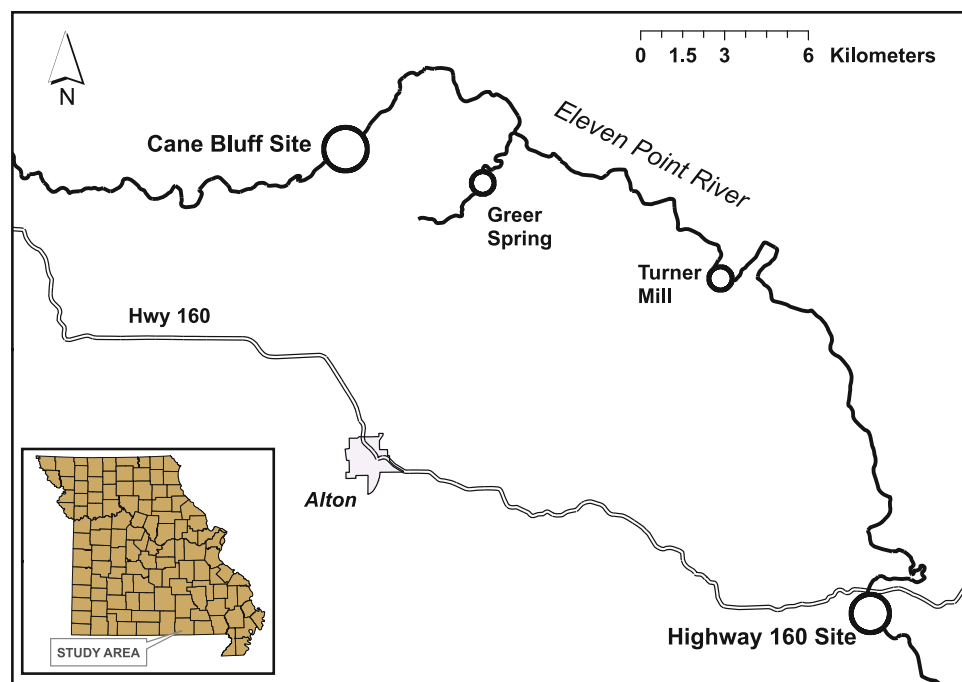 0 1.5 3 6 Kilometers
N
Cane Bluff Site
Eleven Point River
Greer
Spring
Turner
Mill
Hwy 160
Alton
Highway 160 Site
STUDY AREA